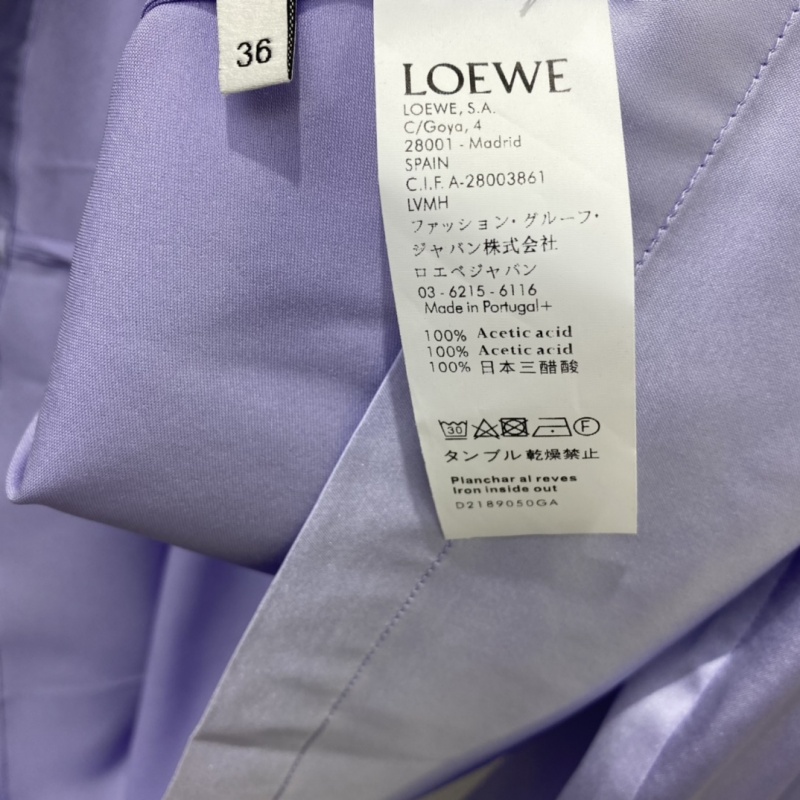 36
LOEWE
LOEWE, S.A.
C/Goya, 4
28001 - Madrid
SPAIN
C.I.F. A-28003861
LVMH
ファッション・グルーフ・
ジャパン株式会社
ロエベジャパン
03 - 6215 - 6116
Made in Portugal+
100% Acetic acid
100% Acetic acid
100% 日本三醋酸
30 F
タンブル乾燥禁止
Planchar al reves
Iron inside out
D2189050GA